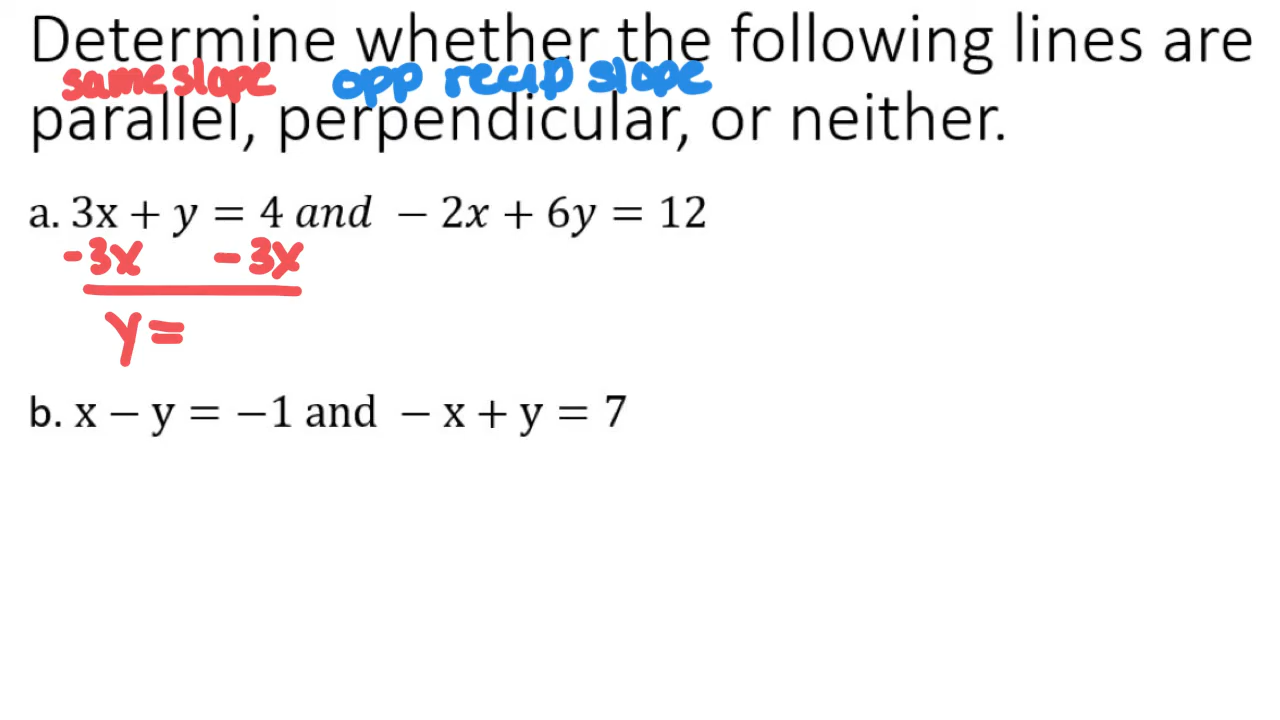 Determine whether the following lines are
same slope opp recip slope
parallel, perpendicular, or neither.
a. 3x + y = 4 and − 2x + 6y = 12
-3x -3x
y =
b. x − y = −1 and − x + y = 7